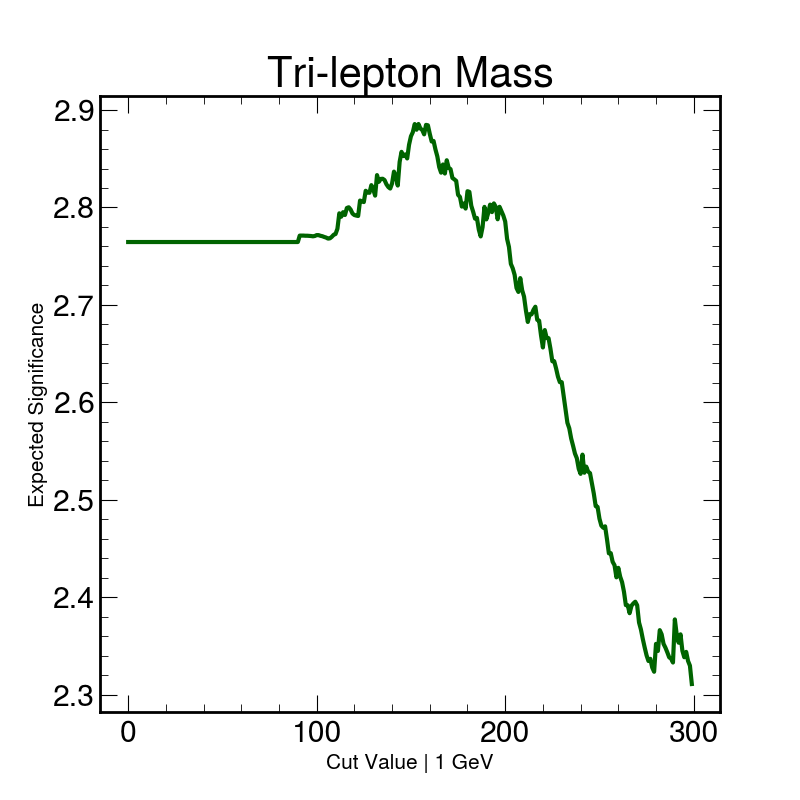 Tri-lepton Mass
2.9
2.8
2.7
2.6
2.5
2.4
2.3
Expected Significance
0 100 200 300
Cut Value | 1 GeV